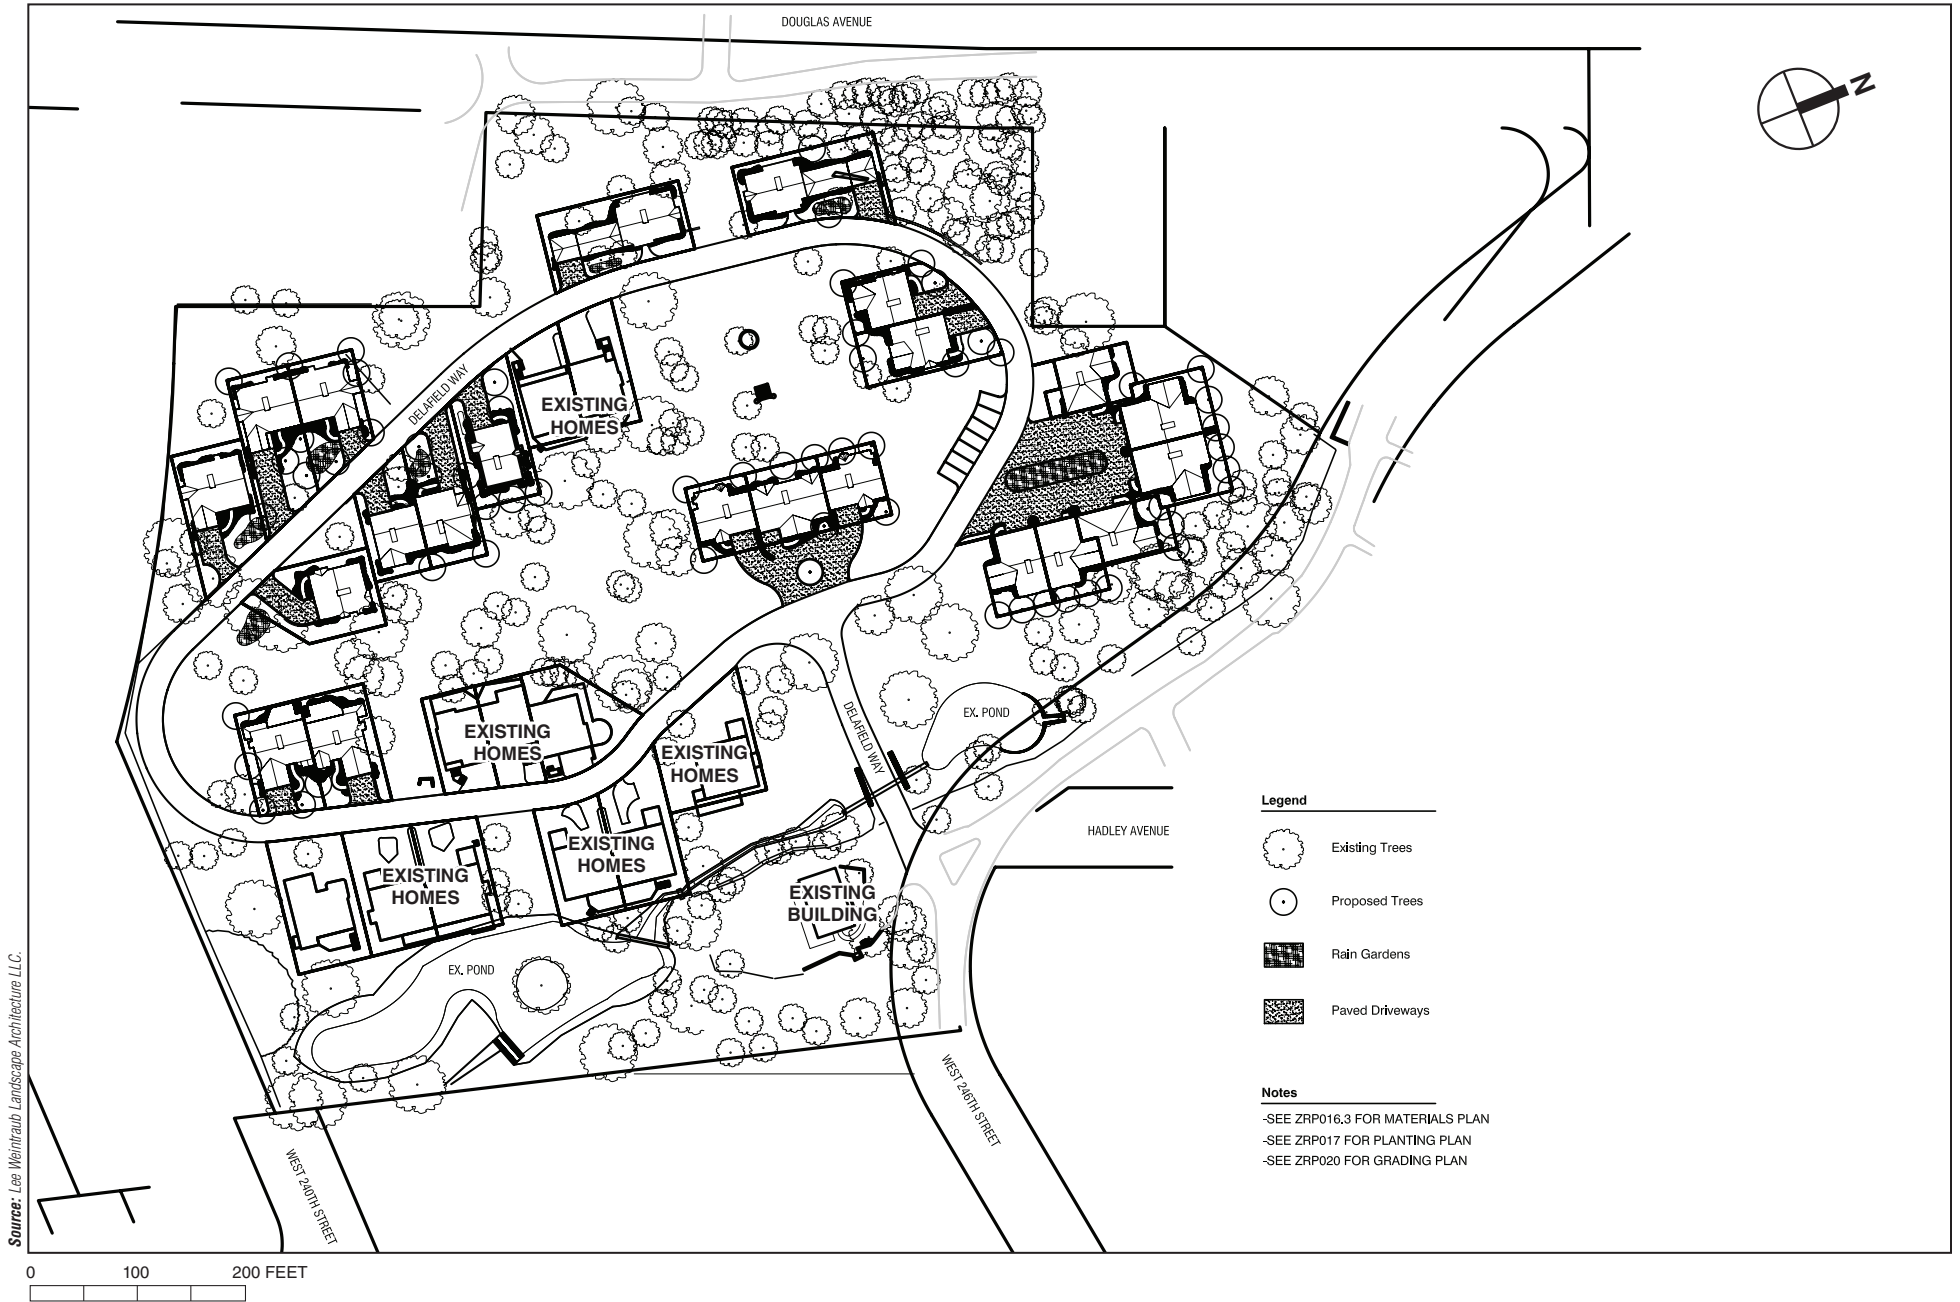 DOUGLAS AVENUE
N
DELAFIELD WAY
EXISTING
HOMES
EXISTING
HOMES
EXISTING
HOMES
DELAFIELD WAY
EX. POND
EXISTING
HOMES
EXISTING
HOMES
EXISTING
BUILDING
EX. POND
HADLEY AVENUE
WEST 246TH STREET
WEST 240TH STREET
Legend
Existing Trees
Proposed Trees
Rain Gardens
Paved Driveways
Notes
-SEE ZRP016.3 FOR MATERIALS PLAN
-SEE ZRP017 FOR PLANTING PLAN
-SEE ZRP020 FOR GRADING PLAN
Source: Lee Weintraub Landscape Architecture LLC.
0 100 200 FEET